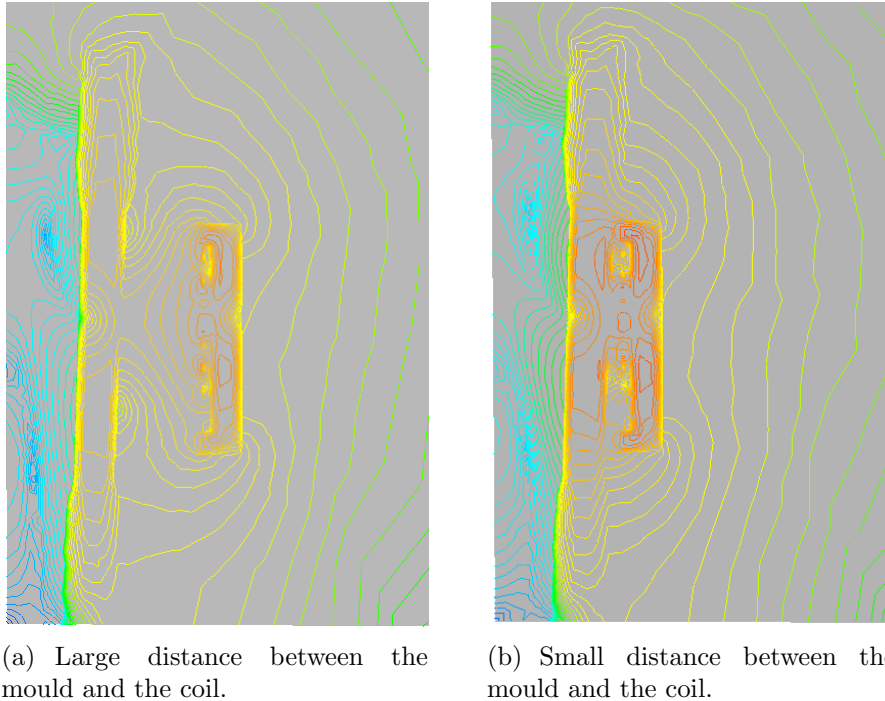 (a) Large distance between the
mould and the coil.
(b) Small distance between the
mould and the coil.